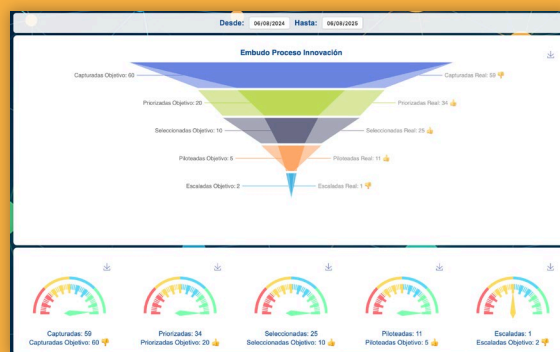 Desde: 06/08/2024 Hasta: 06/08/2025
Embudo Proceso Innovación
Capturadas Objetivo: 60 Capturadas Real: 59 👎
Priorizadas Objetivo: 20 Priorizadas Real: 34 👍
Seleccionadas Objetivo: 10 Seleccionadas Real: 25 👍
Piloteadas Objetivo: 5 Piloteadas Real: 11 👍
Escaladas Objetivo: 2 Escaladas Real: 1 👎
Capturadas: 59 Priorizadas: 34 Seleccionadas: 25 Piloteadas: 11 Escaladas: 1
Capturadas Objetivo: 60 👎 Priorizadas Objetivo: 20 👍 Seleccionadas Objetivo: 10 👍 Piloteadas Objetivo: 5 👍 Escaladas Objetivo: 2 👎